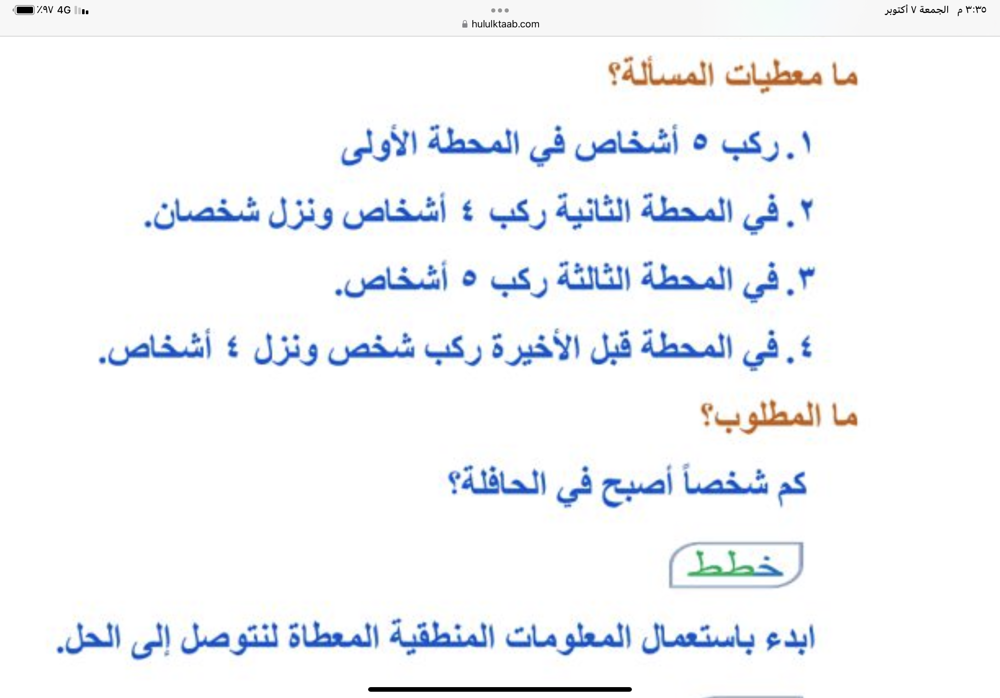 ٣:٣٥ م الجمعة ٧ أكتوبر
٪٩٧ 4G
hululktaab.com
ما معطيات المسألة؟
١. ركب ٥ أشخاص في المحطة الأولى
٢. في المحطة الثانية ركب ٤ أشخاص ونزل شخصان.
٣. في المحطة الثالثة ركب ٥ أشخاص.
٤. في المحطة قبل الأخيرة ركب شخص ونزل ٤ أشخاص.
ما المطلوب؟
كم شخصاً أصبح في الحافلة؟
خطط
ابدء باستعمال المعلومات المنطقية المعطاة لنتوصل إلى الحل.